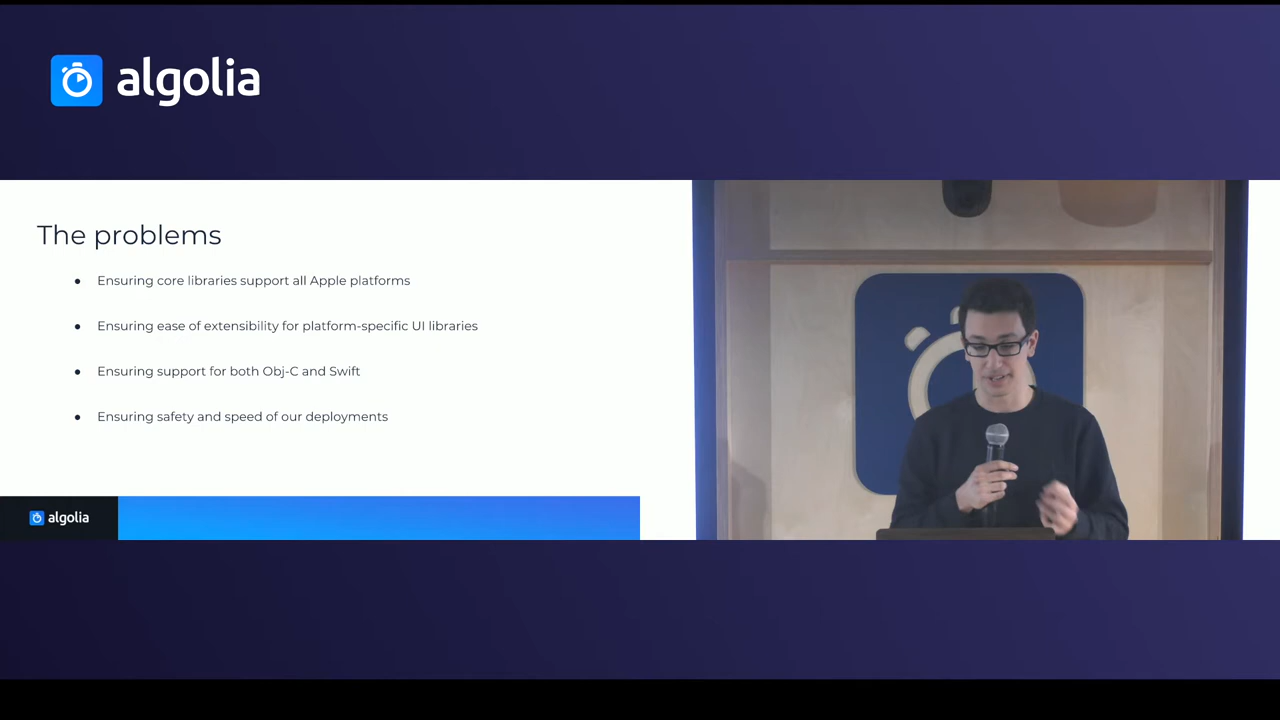 algolia
The problems
● Ensuring core libraries support all Apple platforms
● Ensuring ease of extensibility for platform-specific UI libraries
● Ensuring support for both Obj-C and Swift
● Ensuring safety and speed of our deployments
algolia